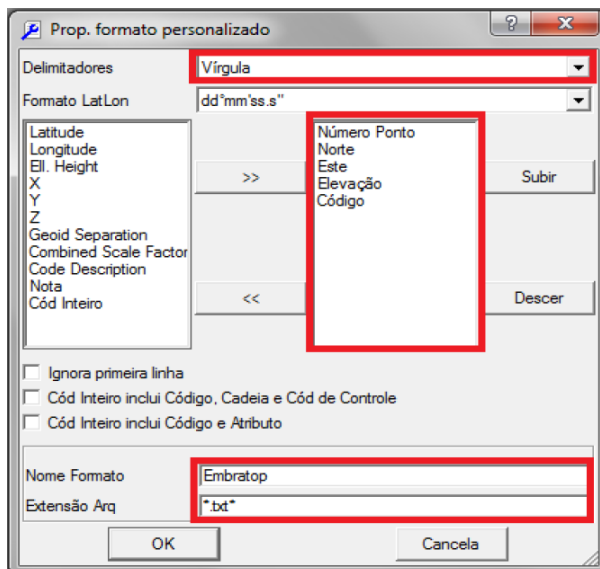 Prop. formato personalizado
?
X
Delimitadores
Vírgula
Formato LatLon
dd°mm'ss.s"
Latitude
Longitude
Ell. Height
X
Y
Z
Geoid Separation
Combined Scale Factor
Code Description
Nota
Cód Inteiro
>>
<<
Número Ponto
Norte
Este
Elevação
Código
Subir
Descer
Ignora primeira linha
Cód Inteiro inclui Código, Cadeia e Cód de Controle
Cód Inteiro inclui Código e Atributo
Nome Formato
Embratop
Extensão Arq
*.txt*
OK
Cancela